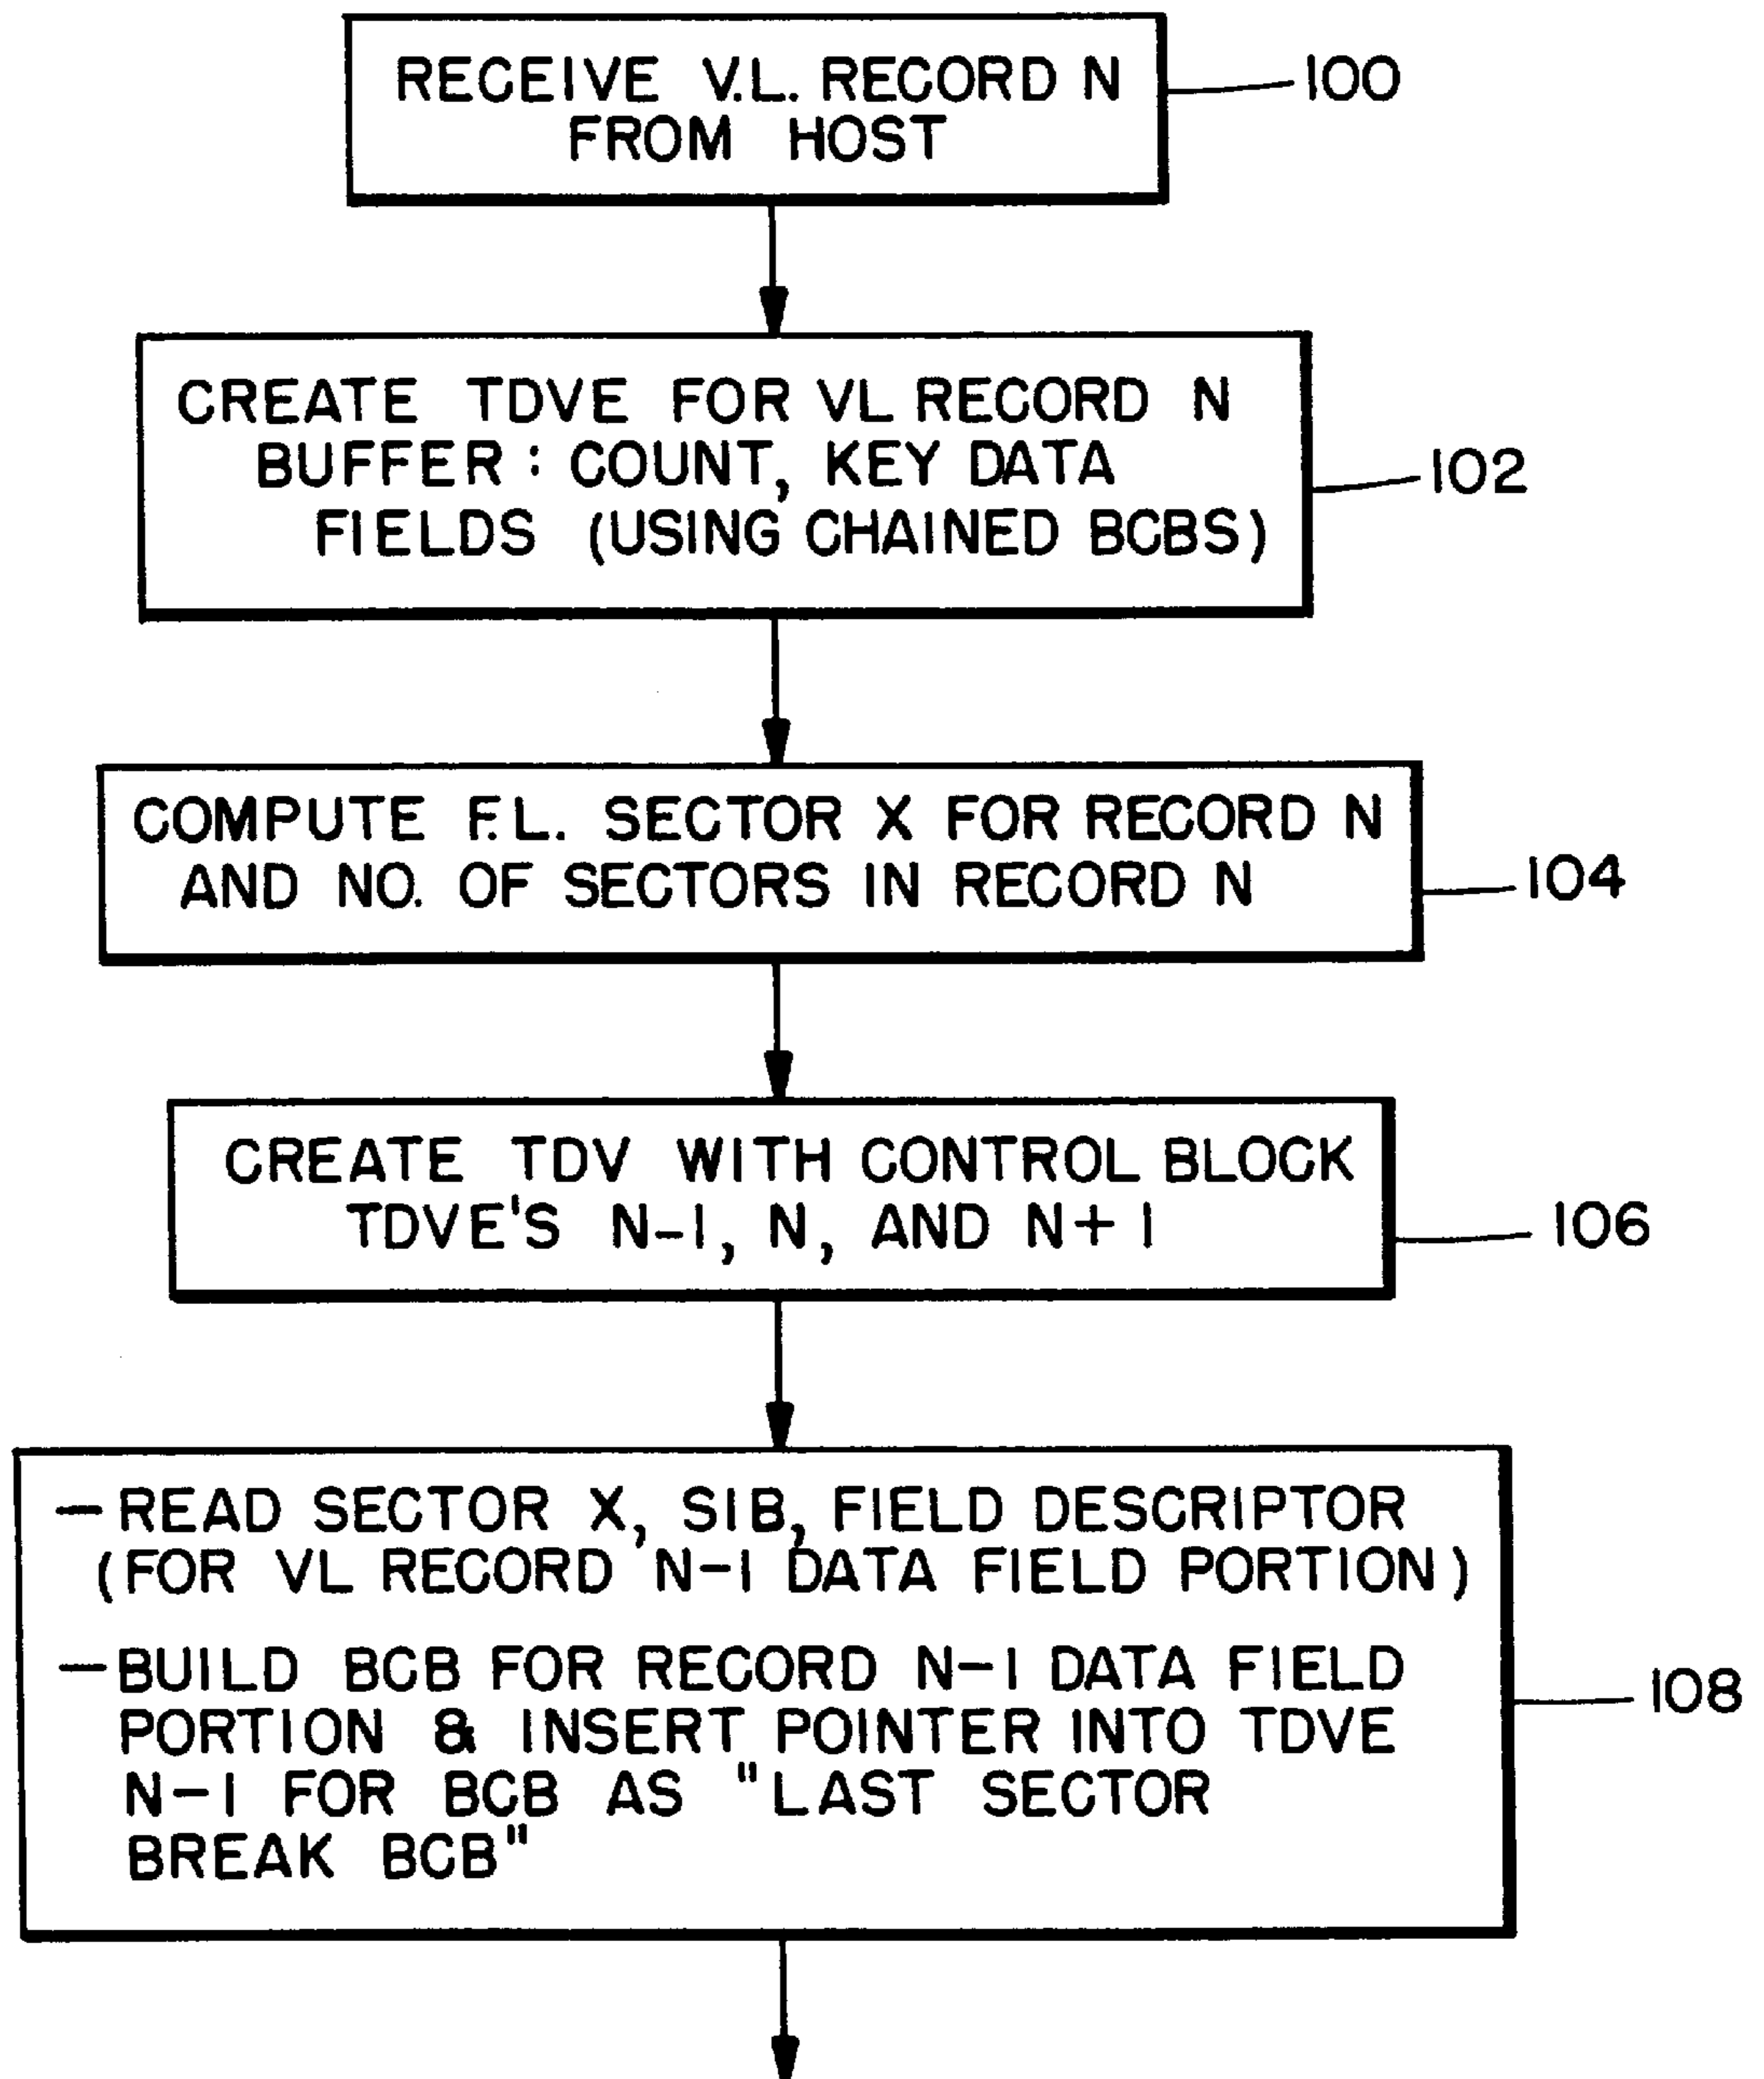 RECEIVE V.L. RECORD N
FROM HOST
100
CREATE TDVE FOR VL RECORD N
BUFFER: COUNT, KEY DATA
FIELDS (USING CHAINED BCBS)
102
COMPUTE F.L. SECTOR X FOR RECORD N
AND NO. OF SECTORS IN RECORD N
104
CREATE TDV WITH CONTROL BLOCK
TDVE'S N-1, N, AND N+1
106
-READ SECTOR X, SIB, FIELD DESCRIPTOR
(FOR VL RECORD N-1 DATA FIELD PORTION)
-BUILD BCB FOR RECORD N-1 DATA FIELD
PORTION & INSERT POINTER INTO TDVE
N-1 FOR BCB AS "LAST SECTOR
BREAK BCB"
108